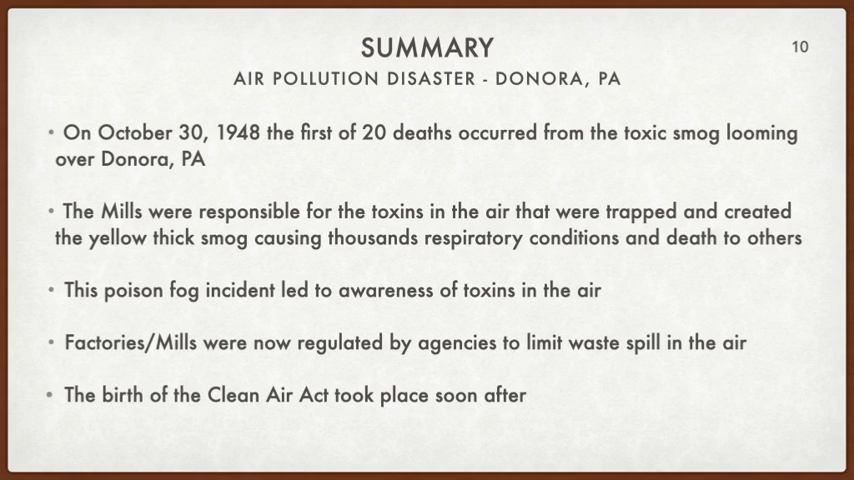 SUMMARY
10
AIR POLLUTION DISASTER - DONORA, PA
• On October 30, 1948 the first of 20 deaths occurred from the toxic smog looming
over Donora, PA
• The Mills were responsible for the toxins in the air that were trapped and created
the yellow thick smog causing thousands respiratory conditions and death to others
• This poison fog incident led to awareness of toxins in the air
• Factories/Mills were now regulated by agencies to limit waste spill in the air
• The birth of the Clean Air Act took place soon after